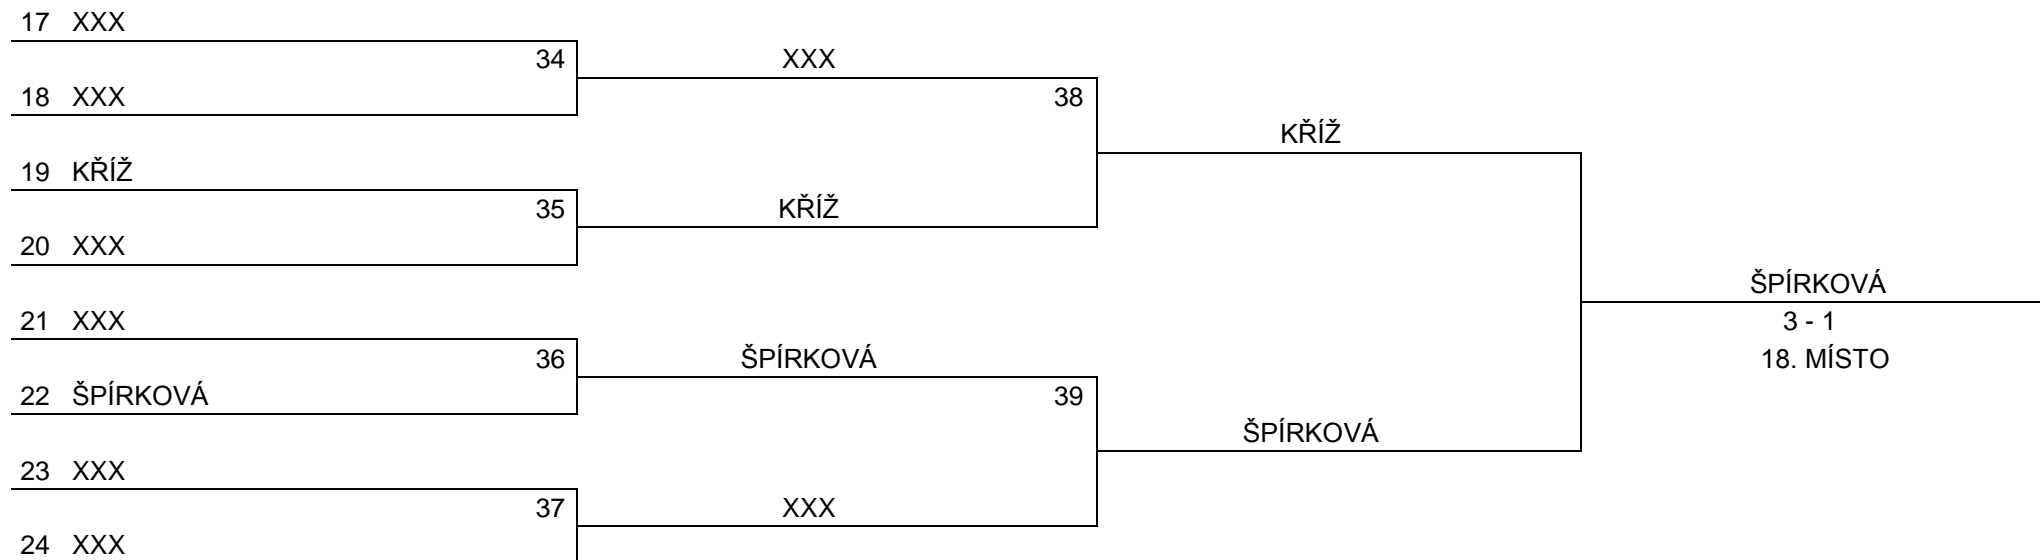 17 XXX
34 XXX
18 XXX 38
KŘÍŽ
19 KŘÍŽ
35 KŘÍŽ
20 XXX
ŠPÍRKOVÁ
21 XXX 3 - 1
36 ŠPÍRKOVÁ 18. MÍSTO
22 ŠPÍRKOVÁ 39
ŠPÍRKOVÁ
23 XXX
37 XXX
24 XXX